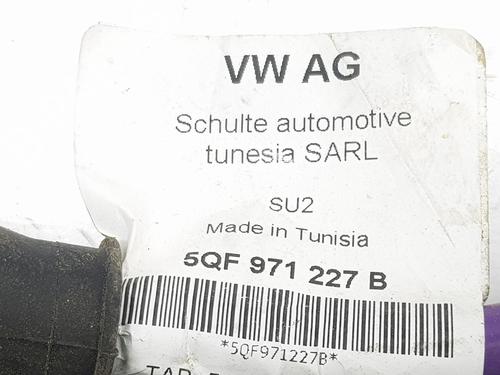 VW AG
Schulte automotive
tunesia SARL
SU2
Made in Tunisia
5QF 971 227 B
*5QF971227B*